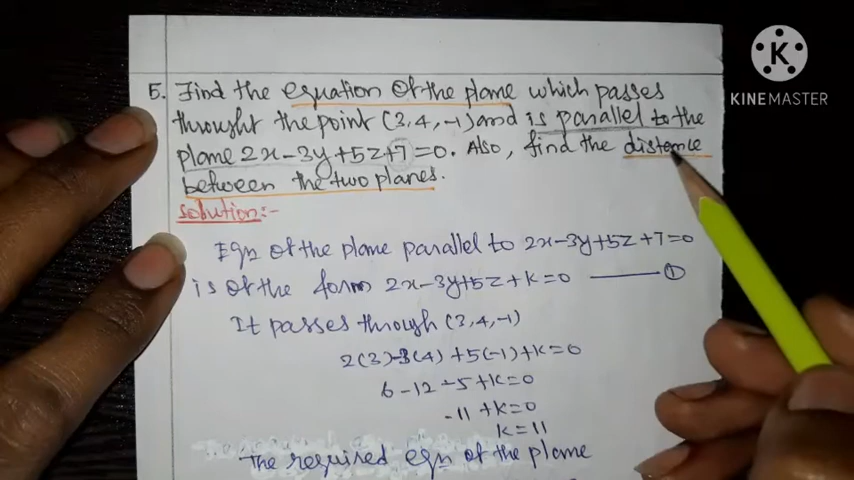 5. Find the equation of the plane which passes
throught the point (3,4,-1) and is parallel to the
plane 2x-3y+5z+7=0. Also, find the distance
between the two planes.
Solution:-
Eqn of the plane parallel to 2x-3y+5z+7=0
is of the form 2x-3y+5z+k=0 —— ①
It passes through (3,4,-1)
2(3)-3(4)+5(-1)+k=0
6-12-5+k=0
-11+k=0
k=11
The required eqn of the plane
K
KINEMASTER